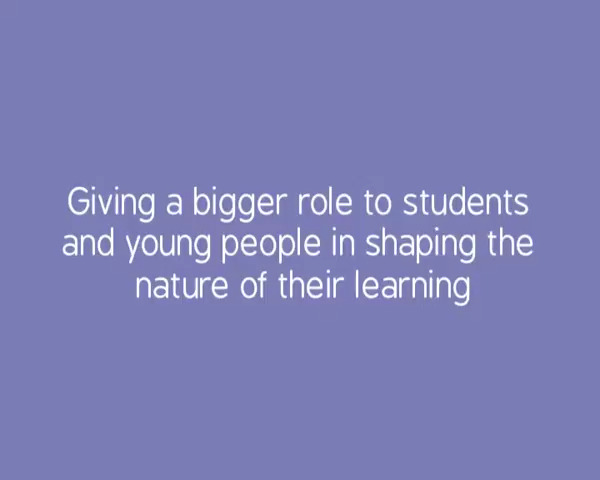 Giving a bigger role to students
and young people in shaping the
nature of their learning